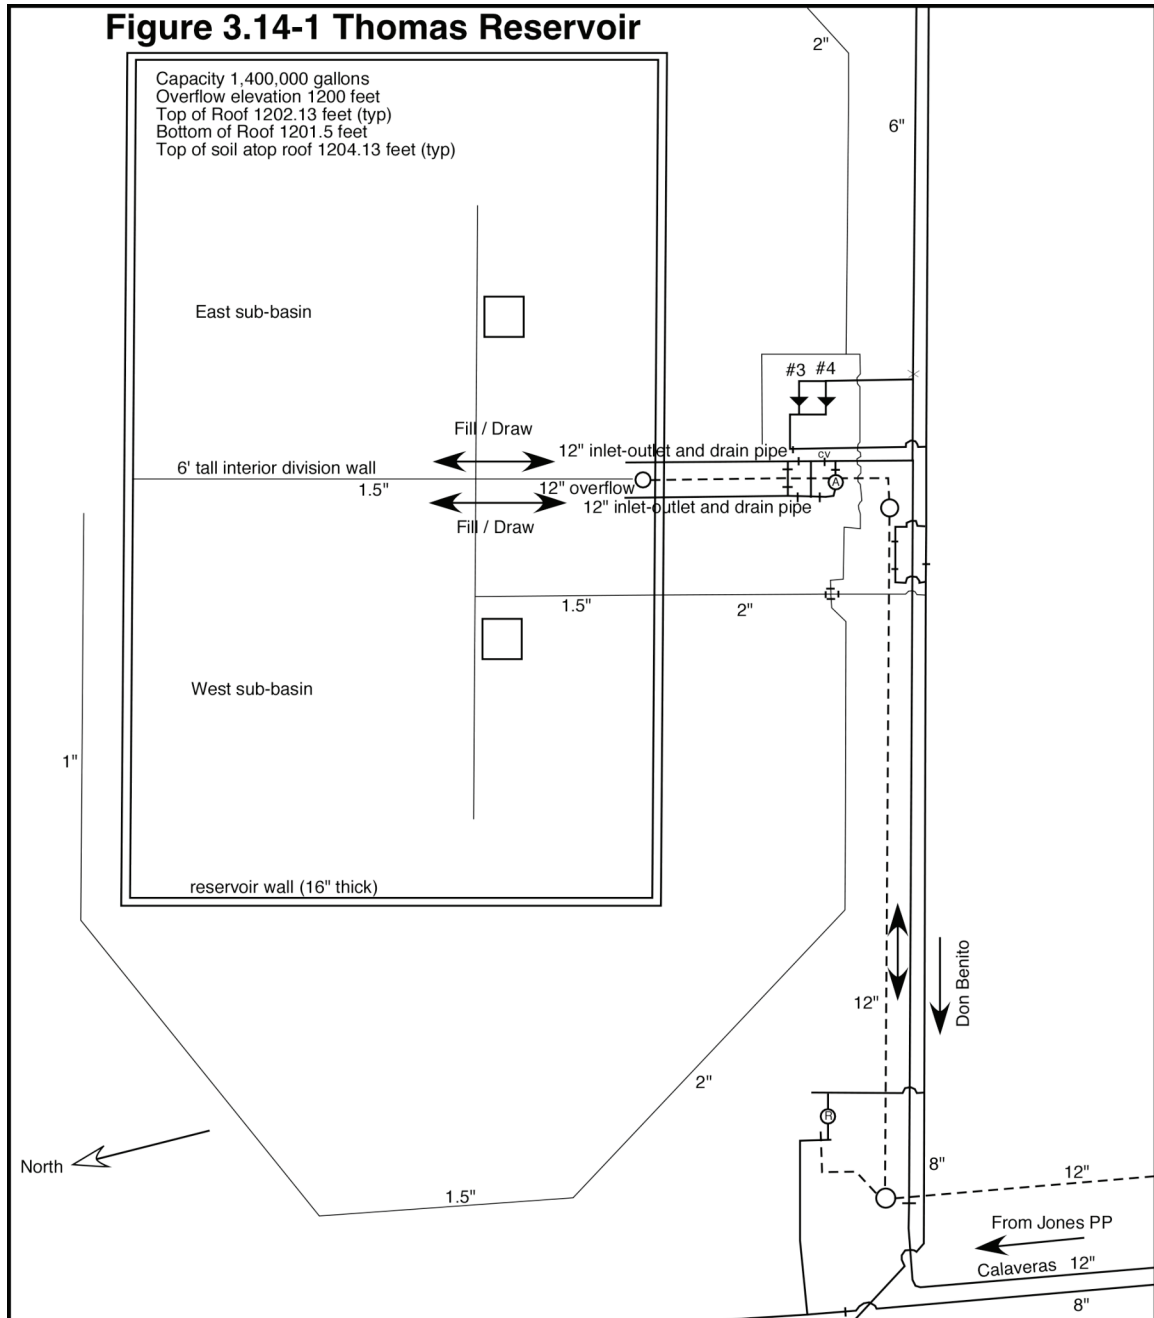 Figure 3.14-1 Thomas Reservoir
Capacity 1,400,000 gallons
Overflow elevation 1200 feet
Top of Roof 1202.13 feet (typ)
Bottom of Roof 1201.5 feet
Top of soil atop roof 1204.13 feet (typ)
2"
6"
East sub-basin
#3 #4
Fill / Draw
12" inlet-outlet and drain pipe
cv
6' tall interior division wall
1.5"
12" overflow
A
12" inlet-outlet and drain pipe
Fill / Draw
1.5"
2"
West sub-basin
1"
reservoir wall (16" thick)
12"
Don Benito
2"
R
North
1.5"
8"
12"
From Jones PP
Calaveras 12"
8"